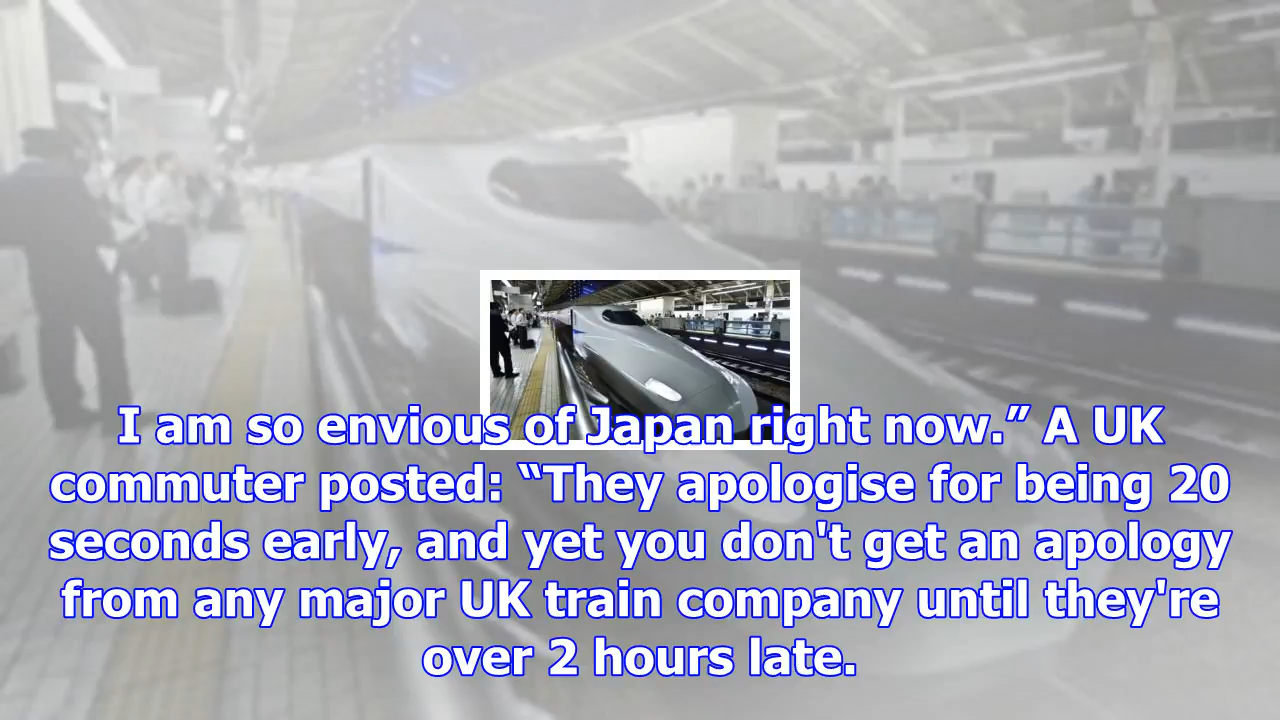 I am so envious of Japan right now.” A UK
commuter posted: “They apologise for being 20
seconds early, and yet you don't get an apology
from any major UK train company until they're
over 2 hours late.